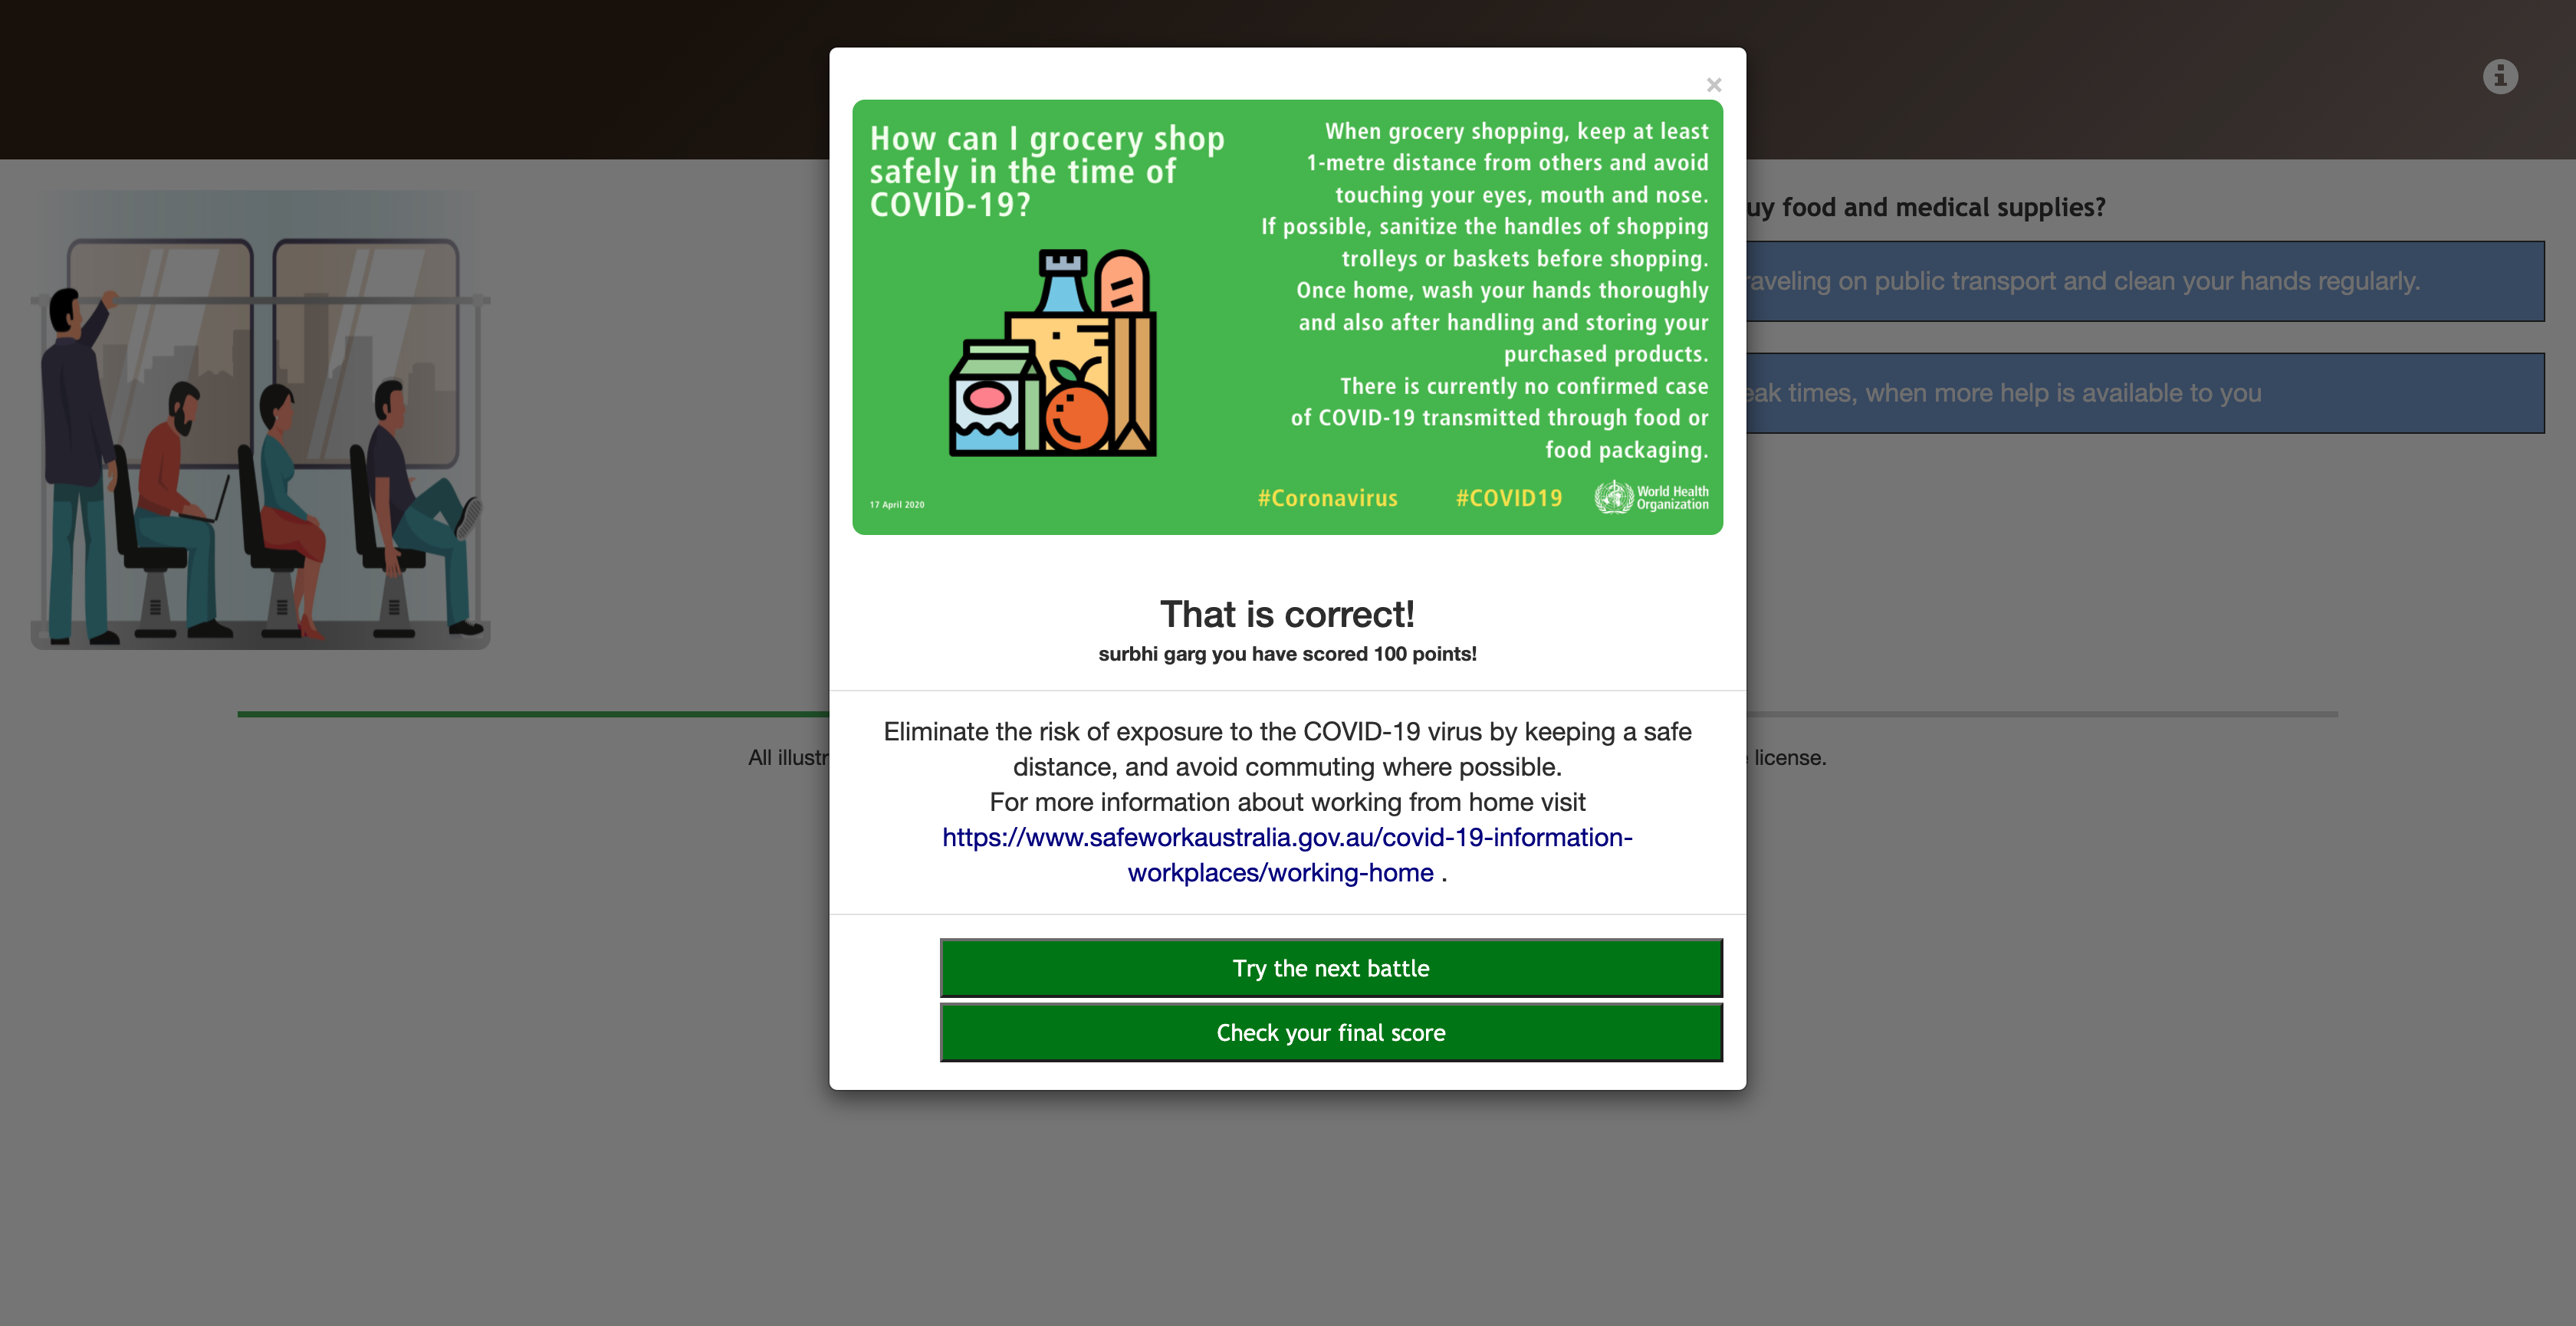 ×
How can I grocery shop
safely in the time of
COVID-19?
When grocery shopping, keep at least
1-metre distance from others and avoid
touching your eyes, mouth and nose.
If possible, sanitize the handles of shopping
trolleys or baskets before shopping.
Once home, wash your hands thoroughly
and also after handling and storing your
purchased products.
There is currently no confirmed case
of COVID-19 transmitted through food or
food packaging.
17 April 2020
#Coronavirus #COVID19
World Health
Organization
food and medical supplies?
on public transport and clean your hands regularly.
times, when more help is available to you
That is correct!
surbhi garg you have scored 100 points!
Eliminate the risk of exposure to the COVID-19 virus by keeping a safe
distance, and avoid commuting where possible.
For more information about working from home visit
https://www.safeworkaustralia.gov.au/covid-19-information-
workplaces/working-home .
All
license.
Try the next battle
Check your final score